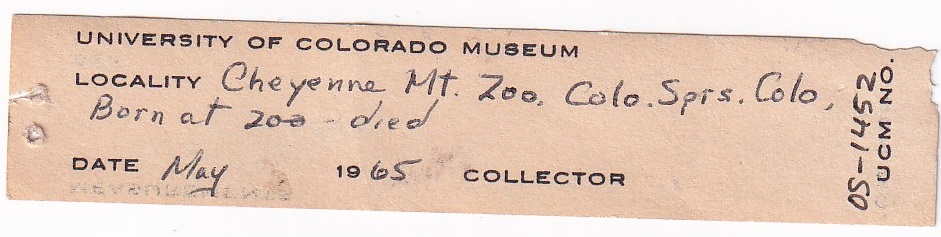 UNIVERSITY OF COLORADO MUSEUM
LOCALITY Cheyenne Mt. Zoo, Colo. Sprs. Colo,
Born at zoo - died
DATE May 1965 COLLECTOR
OS-1452
UCM NO.